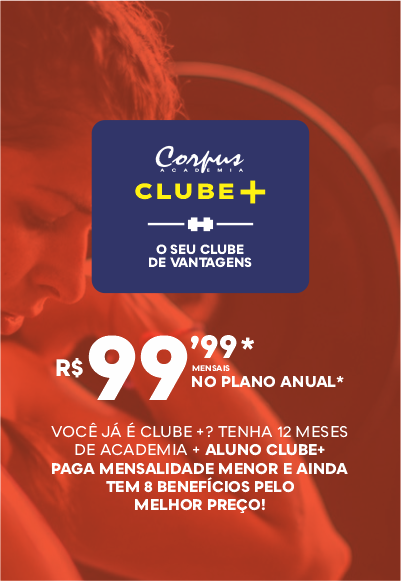 Corpus
ACADEMIA
CLUBE+
O SEU CLUBE
DE VANTAGENS
R$ 99'99*
MENSAIS
NO PLANO ANUAL*
VOCÊ JÁ É CLUBE +? TENHA 12 MESES
DE ACADEMIA + ALUNO CLUBE+
PAGA MENSALIDADE MENOR E AINDA
TEM 8 BENEFÍCIOS PELO
MELHOR PREÇO!